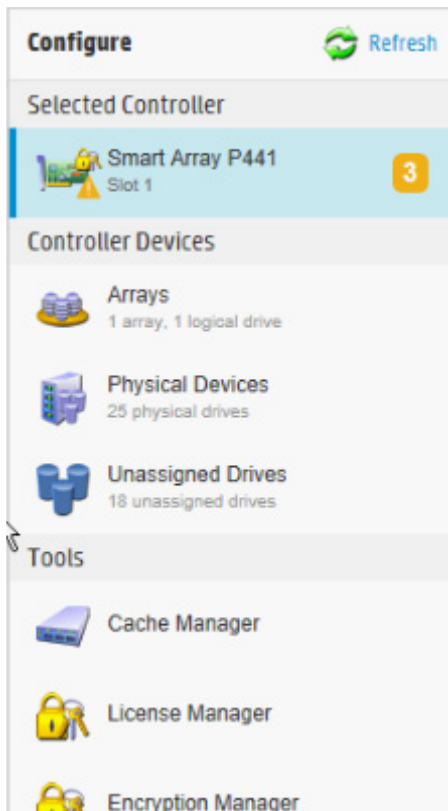 Configure Refresh
Selected Controller
Smart Array P441
Slot 1
3
Controller Devices
Arrays
1 array, 1 logical drive
Physical Devices
25 physical drives
Unassigned Drives
18 unassigned drives
Tools
Cache Manager
License Manager
Encryption Manager